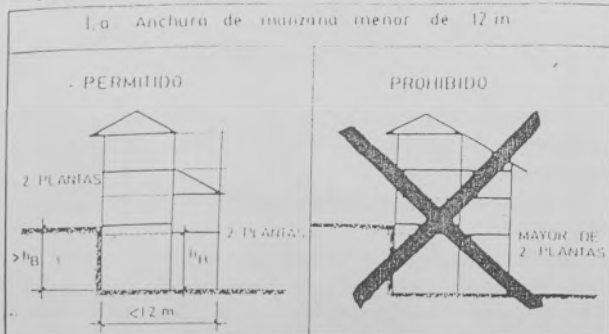 1.a Anchura de manzana menor de 12 m.
PERMITIDO
2 PLANTAS
2 PLANTAS
>hB
hB
<12 m.
PROHIBIDO
MAYOR DE
2 PLANTAS